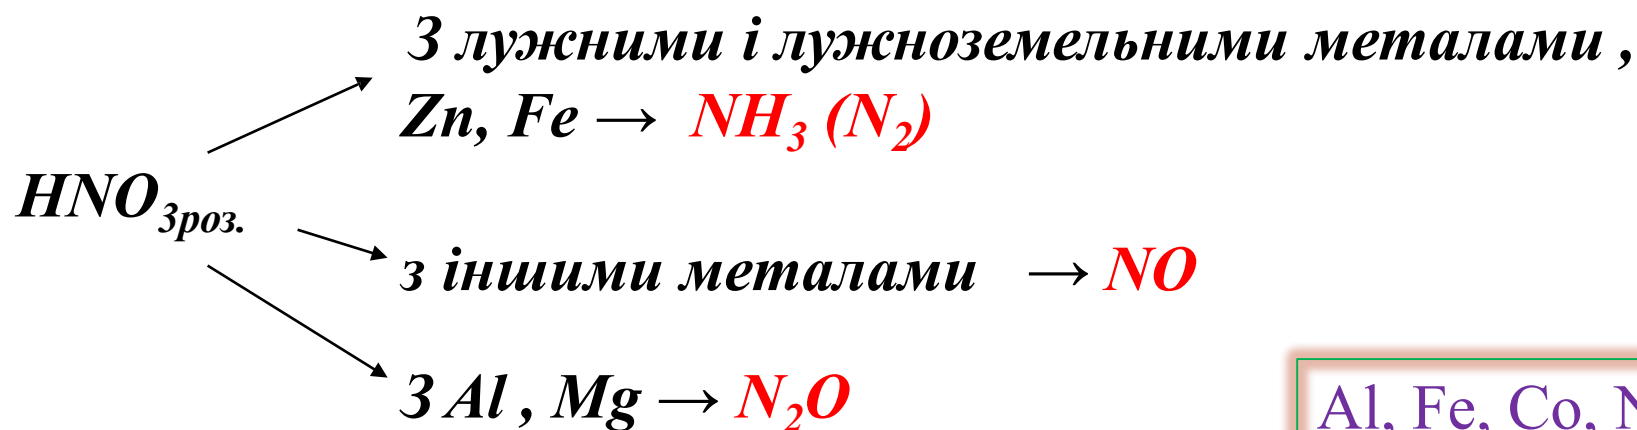 З лужними і лужноземельними металами ,
Zn, Fe → NH₃ (N₂)
HNO₃роз.
з іншими металами → NO
З Al , Mg → N₂O
Al, Fe, Co, N